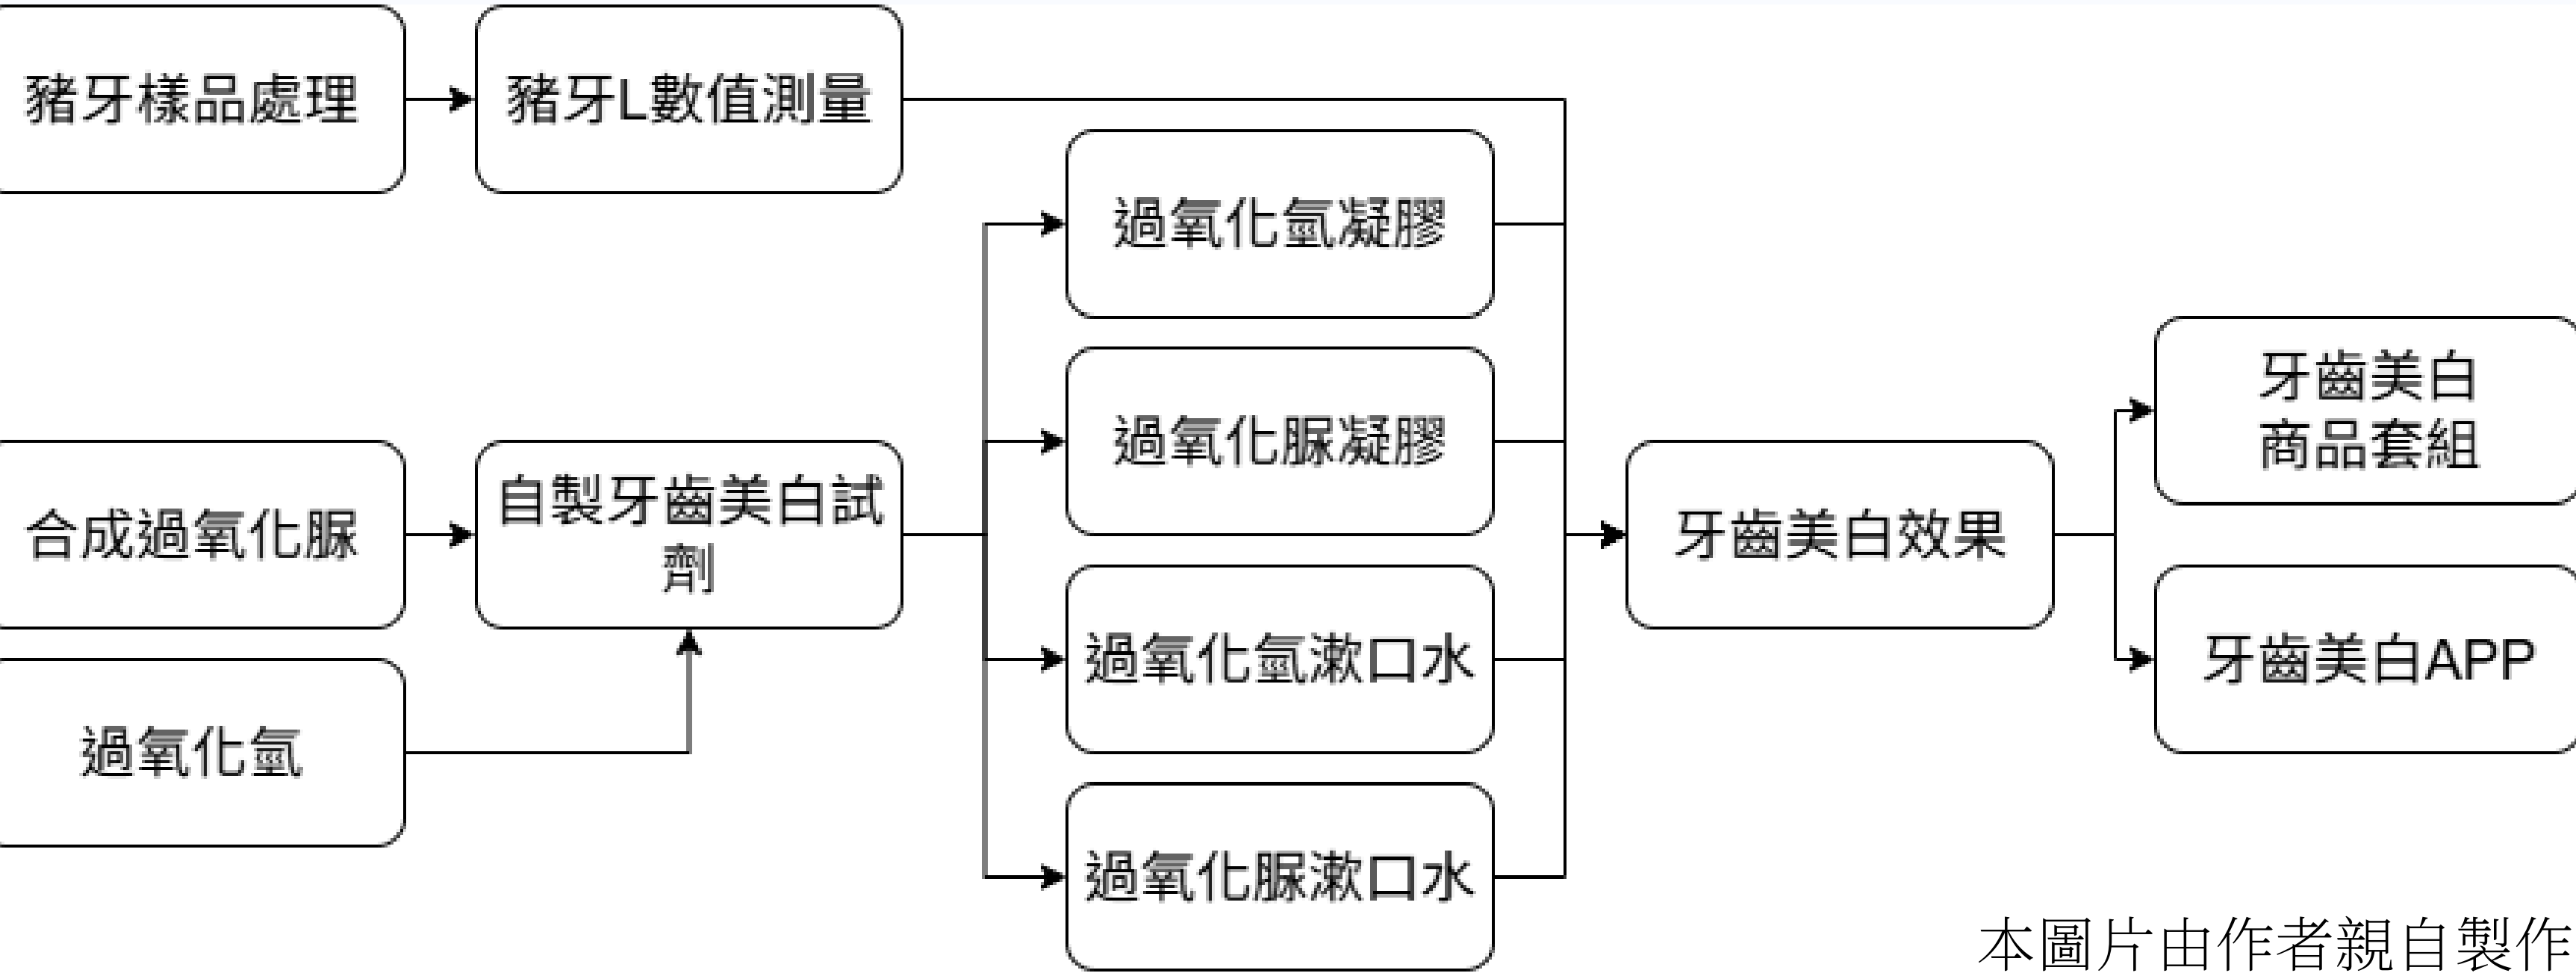 豬牙樣品處理
豬牙L數值測量
過氧化氫凝膠
過氧化脲凝膠
合成過氧化脲
自製牙齒美白試
劑
過氧化氫
過氧化氫漱口水
過氧化脲漱口水
牙齒美白效果
牙齒美白
商品套組
牙齒美白APP
本圖片由作者親自製作